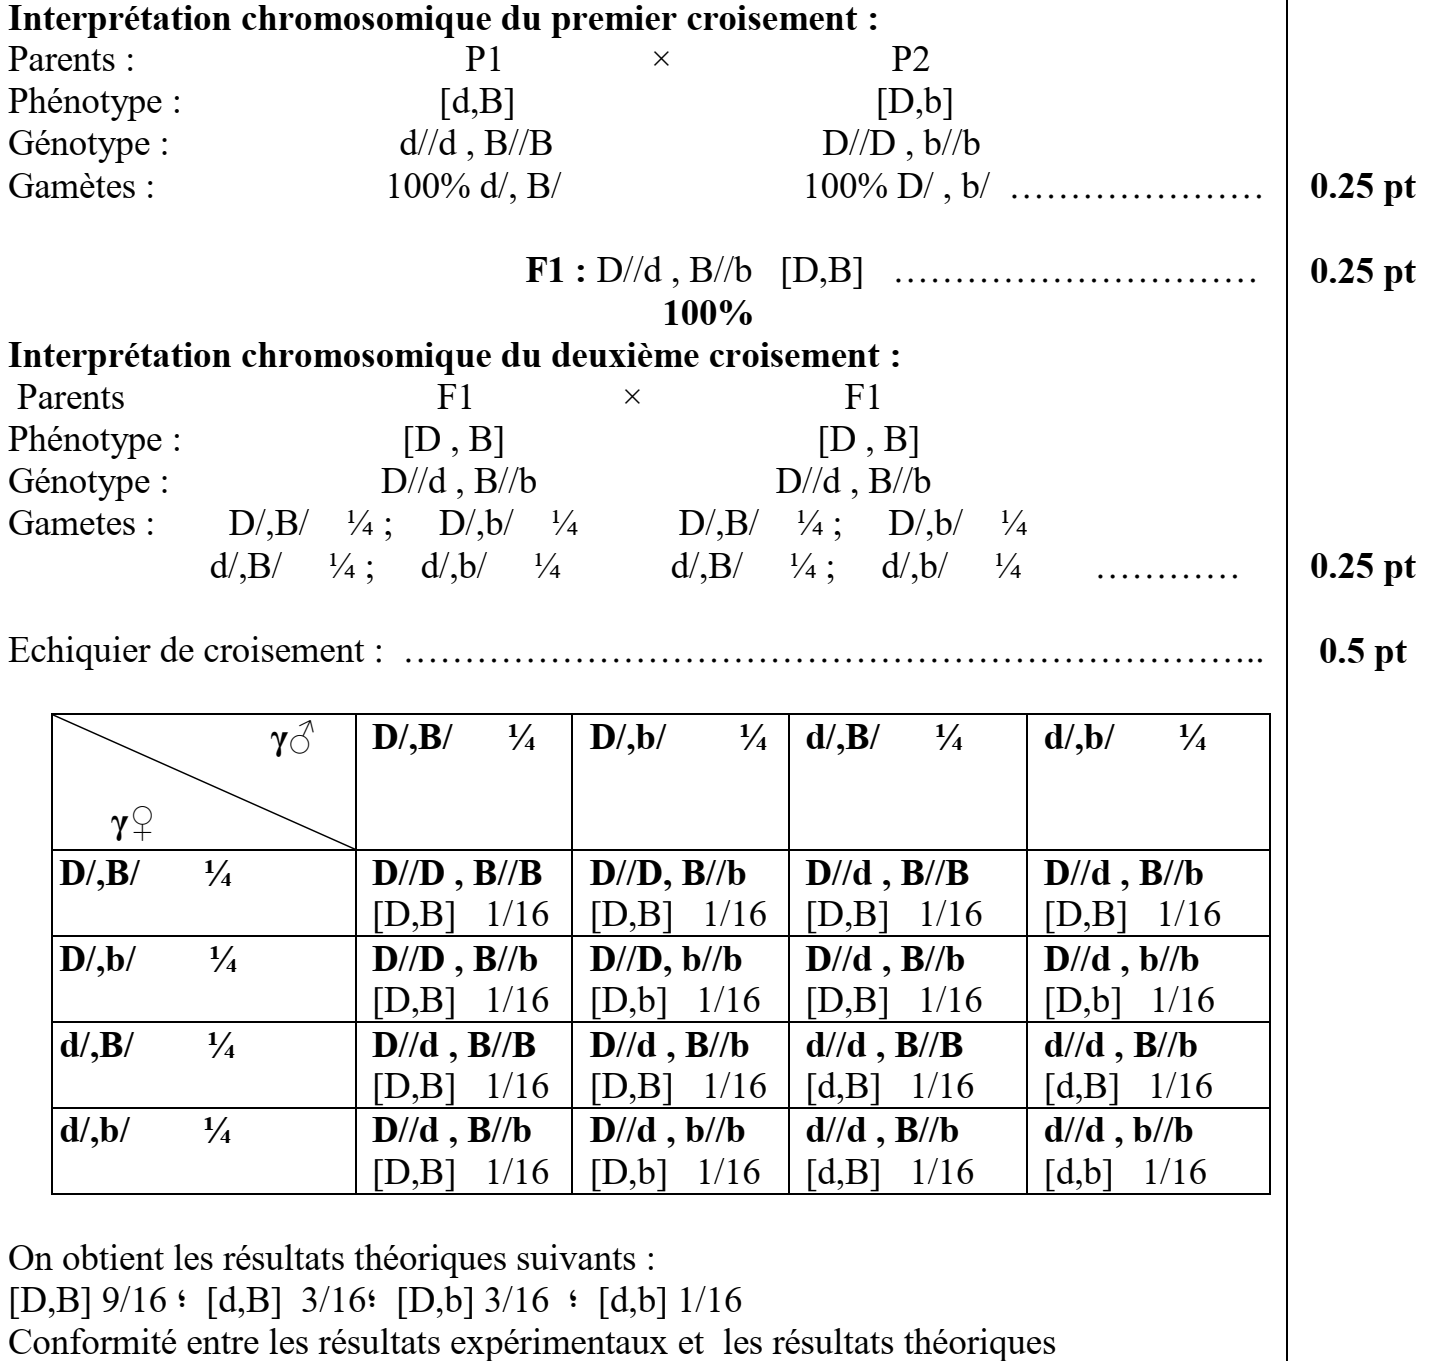 Interprétation chromosomique du premier croisement :
Parents : P1 × P2
Phénotype : [d,B] [D,b]
Génotype : d//d , B//B D//D , b//b
Gamètes : 100% d/, B/ 100% D/ , b/ ………………… 0.25 pt
F1 : D//d , B//b [D,B] ………………………… 0.25 pt
100%
Interprétation chromosomique du deuxième croisement :
Parents F1 × F1
Phénotype : [D , B] [D , B]
Génotype : D//d , B//b D//d , B//b
Gametes : D/,B/ ¼ ; D/,b/ ¼ D/,B/ ¼ ; D/,b/ ¼
d/,B/ ¼ ; d/,b/ ¼ d/,B/ ¼ ; d/,b/ ¼ ………… 0.25 pt
Echiquier de croisement : …………………………………………………………….. 0.5 pt
γ♂ D/,B/ ¼ D/,b/ ¼ d/,B/ ¼ d/,b/ ¼
γ♀
D/,B/ ¼ D//D , B//B D//D, B//b D//d , B//B D//d , B//b
[D,B] 1/16 [D,B] 1/16 [D,B] 1/16 [D,B] 1/16
D/,b/ ¼ D//D , B//b D//D, b//b D//d , B//b D//d , b//b
[D,B] 1/16 [D,b] 1/16 [D,B] 1/16 [D,b] 1/16
d/,B/ ¼ D//d , B//B D//d , B//b d//d , B//B d//d , B//b
[D,B] 1/16 [D,B] 1/16 [d,B] 1/16 [d,B] 1/16
d/,b/ ¼ D//d , B//b D//d , b//b d//d , B//b d//d , b//b
[D,B] 1/16 [D,b] 1/16 [d,B] 1/16 [d,b] 1/16
On obtient les résultats théoriques suivants :
[D,B] 9/16 ؛ [d,B] 3/16؛ [D,b] 3/16 ؛ [d,b] 1/16
Conformité entre les résultats expérimentaux et les résultats théoriques